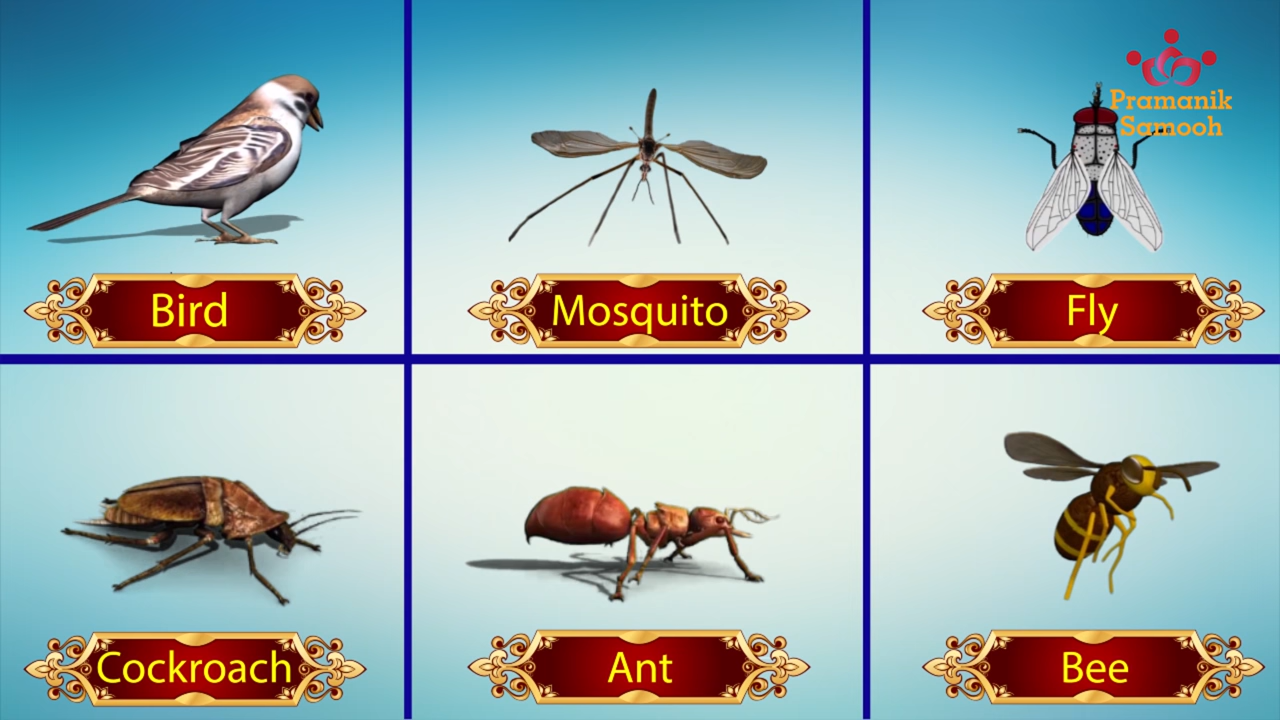 Pramanik
Samooh
Bird
Mosquito
Fly
Cockroach
Ant
Bee